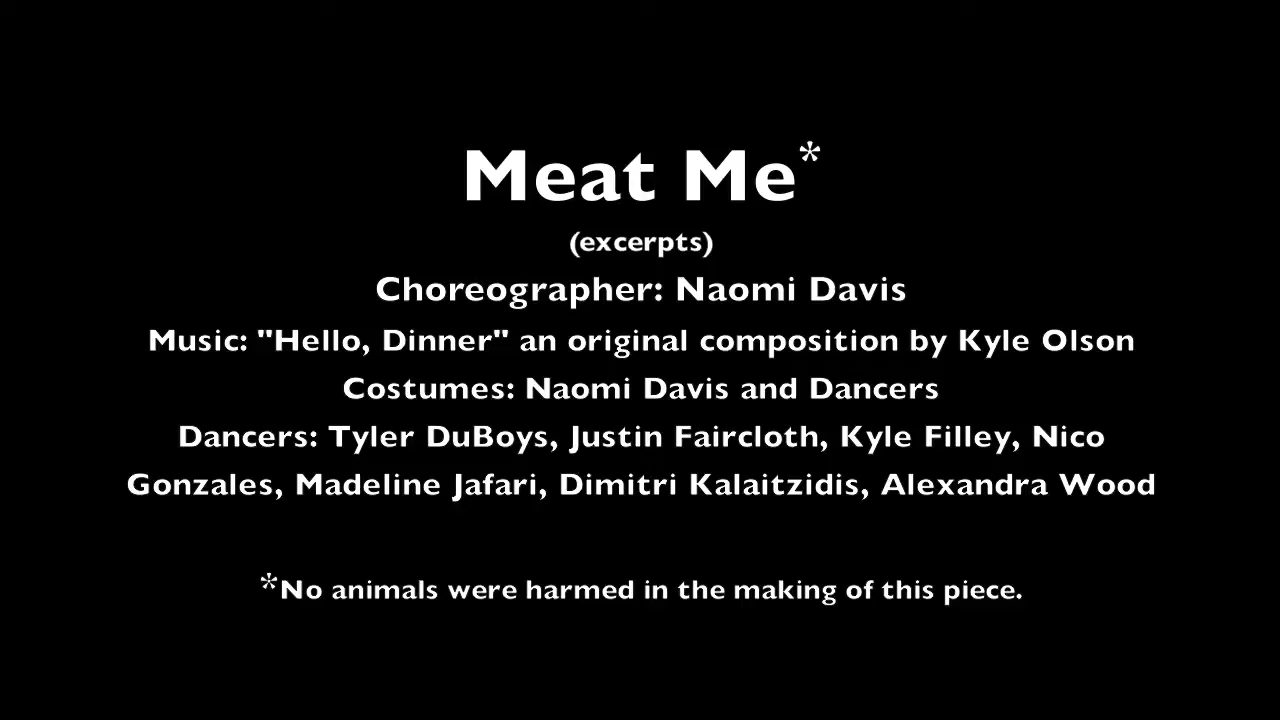 Meat Me*
(excerpts)
Choreographer: Naomi Davis
Music: "Hello, Dinner" an original composition by Kyle Olson
Costumes: Naomi Davis and Dancers
Dancers: Tyler DuBoys, Justin Faircloth, Kyle Filley, Nico
Gonzales, Madeline Jafari, Dimitri Kalaitzidis, Alexandra Wood
*No animals were harmed in the making of this piece.